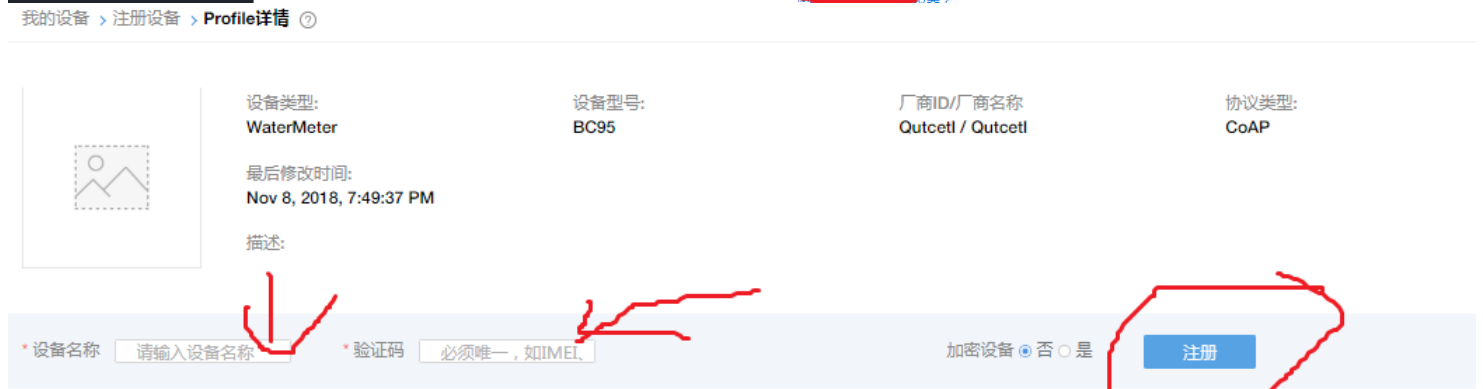 我的设备 > 注册设备 > Profile详情 ?
设备类型: 设备型号: 厂商ID/厂商名称 协议类型:
WaterMeter BC95 Qutcetl / Qutcetl CoAP
最后修改时间:
Nov 8, 2018, 7:49:37 PM
描述:
* 设备名称 请输入设备名称 * 验证码 必须唯一，如IMEI、 加密设备 否 是 注册